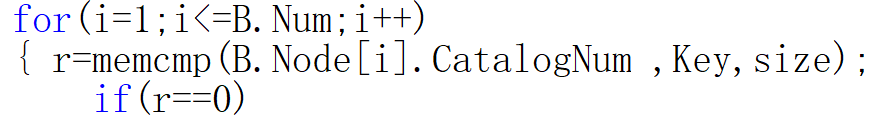 for(i=1;i<=B.Num;i++)
{ r=memcmp(B.Node[i].CatalogNum ,Key,size);
if(r==0)